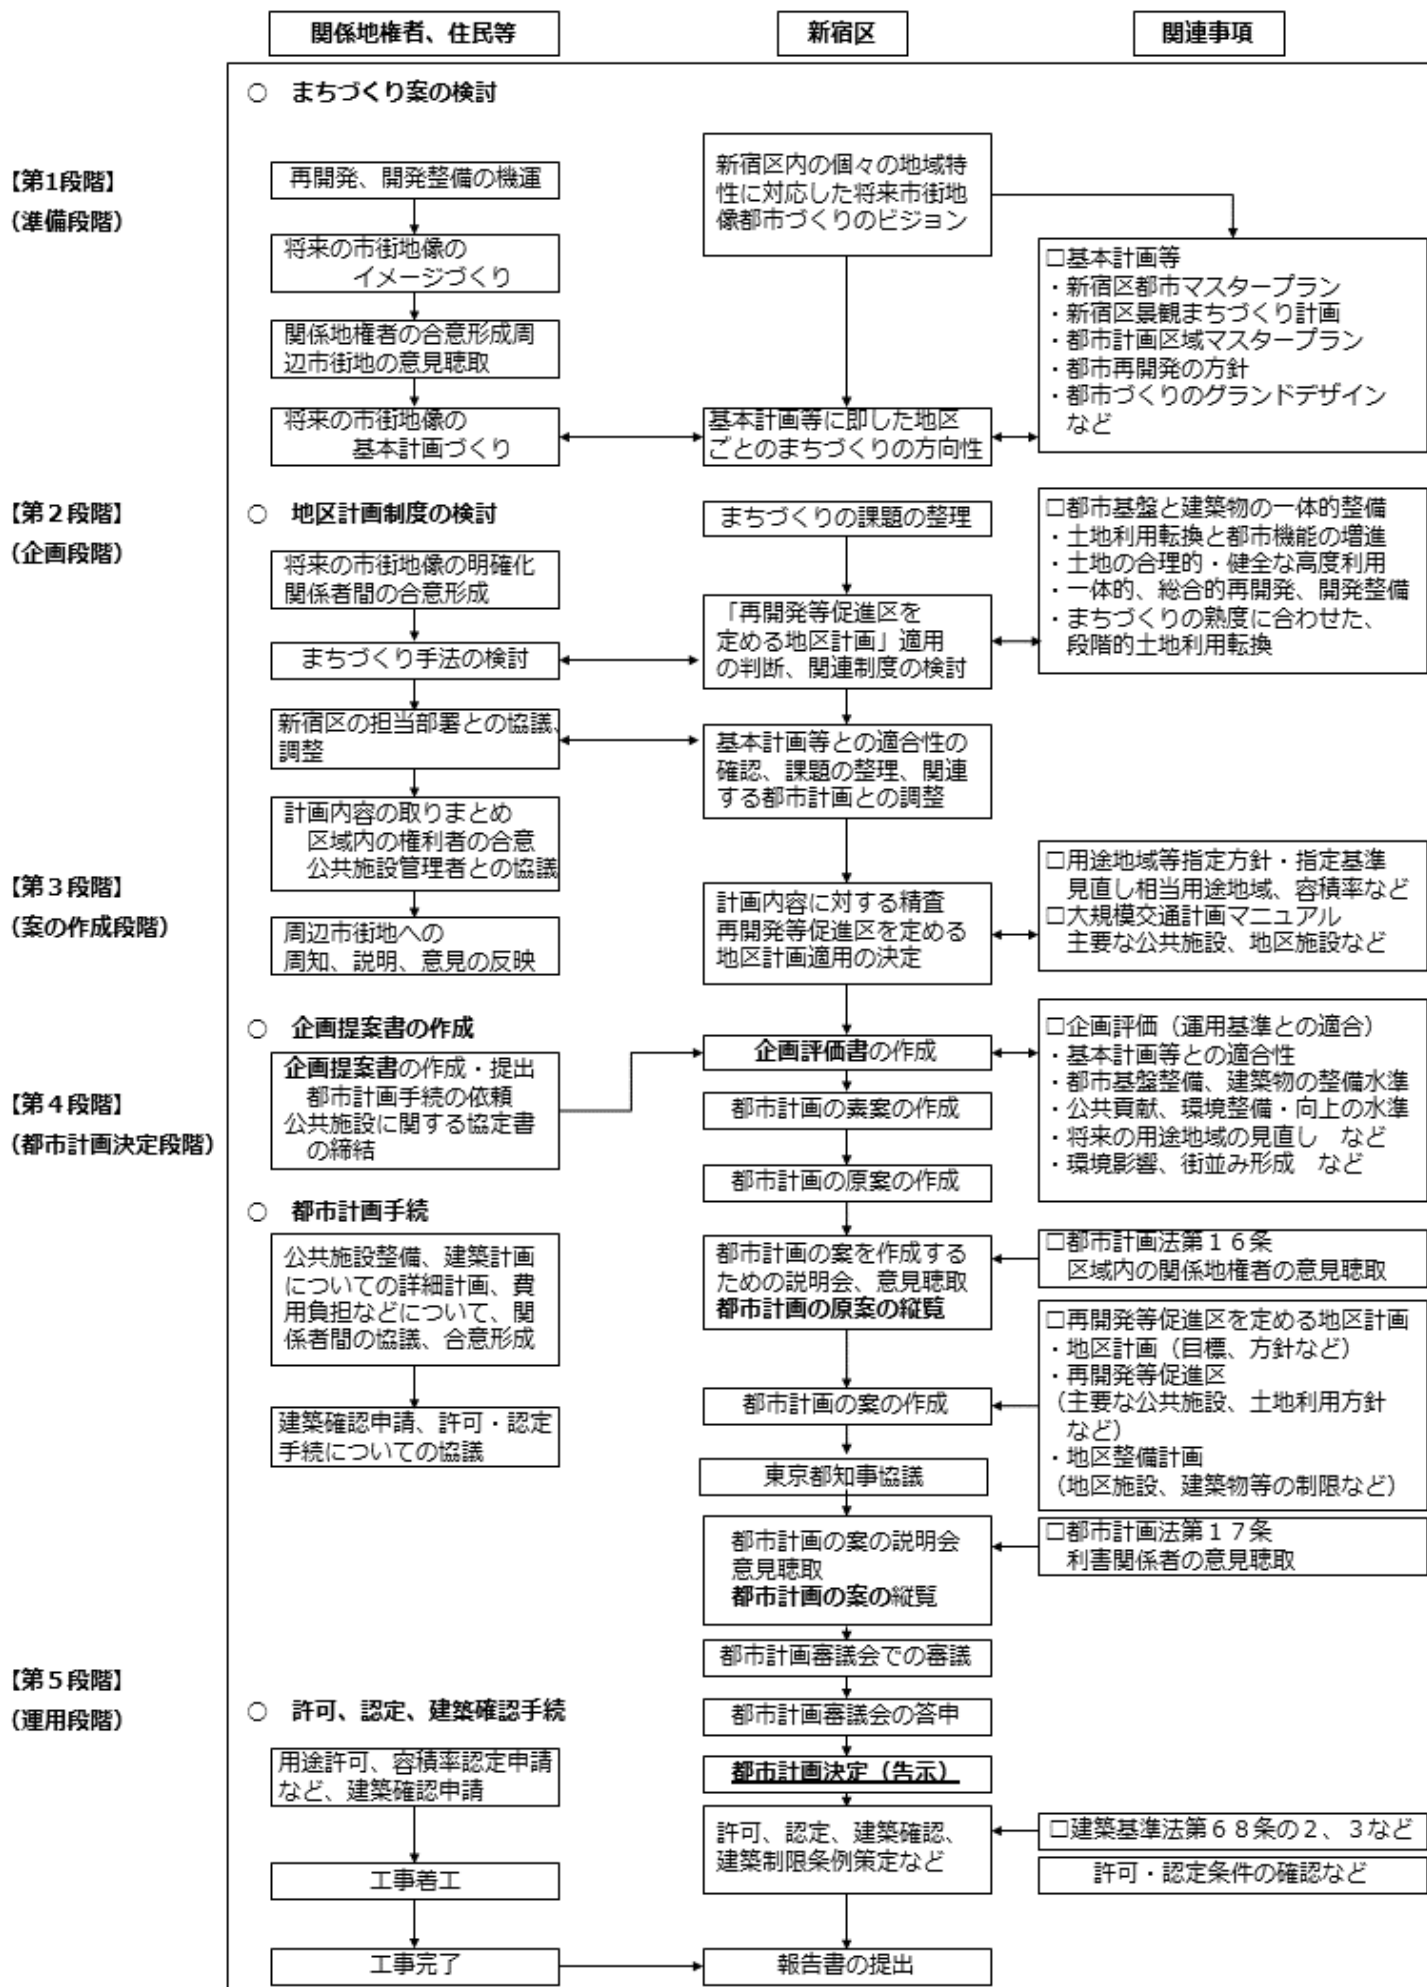 関係地権者、住民等
新宿区
関連事項
○ まちづくり案の検討
【第1段階】
（準備段階）
再開発、開発整備の機運
将来の市街地像の
イメージづくり
関係地権者の合意形成周
辺市街地の意見聴取
将来の市街地像の
基本計画づくり
新宿区内の個々の地域特
性に対応した将来市街地
像都市づくりのビジョン
基本計画等に即した地区
ごとのまちづくりの方向性
□基本計画等
・新宿区都市マスタープラン
・新宿区景観まちづくり計画
・都市計画区域マスタープラン
・都市再開発の方針
・都市づくりのグランドデザイン
など
【第２段階】
（企画段階）
○ 地区計画制度の検討
将来の市街地像の明確化
関係者間の合意形成
まちづくり手法の検討
新宿区の担当部署との協議、
調整
計画内容の取りまとめ
区域内の権利者の合意
公共施設管理者との協議
周辺市街地への
周知、説明、意見の反映
まちづくりの課題の整理
「再開発等促進区を
定める地区計画」適用
の判断、関連制度の検討
基本計画等との適合性の
確認、課題の整理、関連
する都市計画との調整
計画内容に対する精査
再開発等促進区を定める
地区計画適用の決定
□都市基盤と建築物の一体的整備
・土地利用転換と都市機能の増進
・土地の合理的・健全な高度利用
・一体的、総合的再開発、開発整備
・まちづくりの熟度に合わせた、
段階的土地利用転換
【第３段階】
（案の作成段階）
□用途地域等指定方針・指定基準
見直し相当用途地域、容積率など
□大規模交通計画マニュアル
主要な公共施設、地区施設など
○ 企画提案書の作成
企画提案書の作成・提出
都市計画手続の依頼
公共施設に関する協定書
の締結
【第４段階】
（都市計画決定段階）
企画評価書の作成
都市計画の素案の作成
都市計画の原案の作成
都市計画の案を作成する
ための説明会、意見聴取
都市計画の原案の縦覧
都市計画の案の作成
東京都知事協議
都市計画の案の説明会
意見聴取
都市計画の案の縦覧
都市計画審議会での審議
都市計画審議会の答申
都市計画決定（告示）
□企画評価（運用基準との適合）
・基本計画等との適合性
・都市基盤整備、建築物の整備水準
・公共貢献、環境整備・向上の水準
・将来の用途地域の見直し など
・環境影響、街並み形成 など
□都市計画法第１６条
区域内の関係地権者の意見聴取
□再開発等促進区を定める地区計画
・地区計画（目標、方針など）
・再開発等促進区
（主要な公共施設、土地利用方針
など）
・地区整備計画
（地区施設、建築物等の制限など）
□都市計画法第１７条
利害関係者の意見聴取
○ 都市計画手続
公共施設整備、建築計画
についての詳細計画、費
用負担などについて、関
係者間の協議、合意形成
建築確認申請、許可・認定
手続についての協議
【第５段階】
（運用段階）
○ 許可、認定、建築確認手続
用途許可、容積率認定申請
など、建築確認申請
工事着工
工事完了
許可、認定、建築確認、
建築制限条例策定など
報告書の提出
□建築基準法第６８条の２、３など
許可・認定条件の確認など